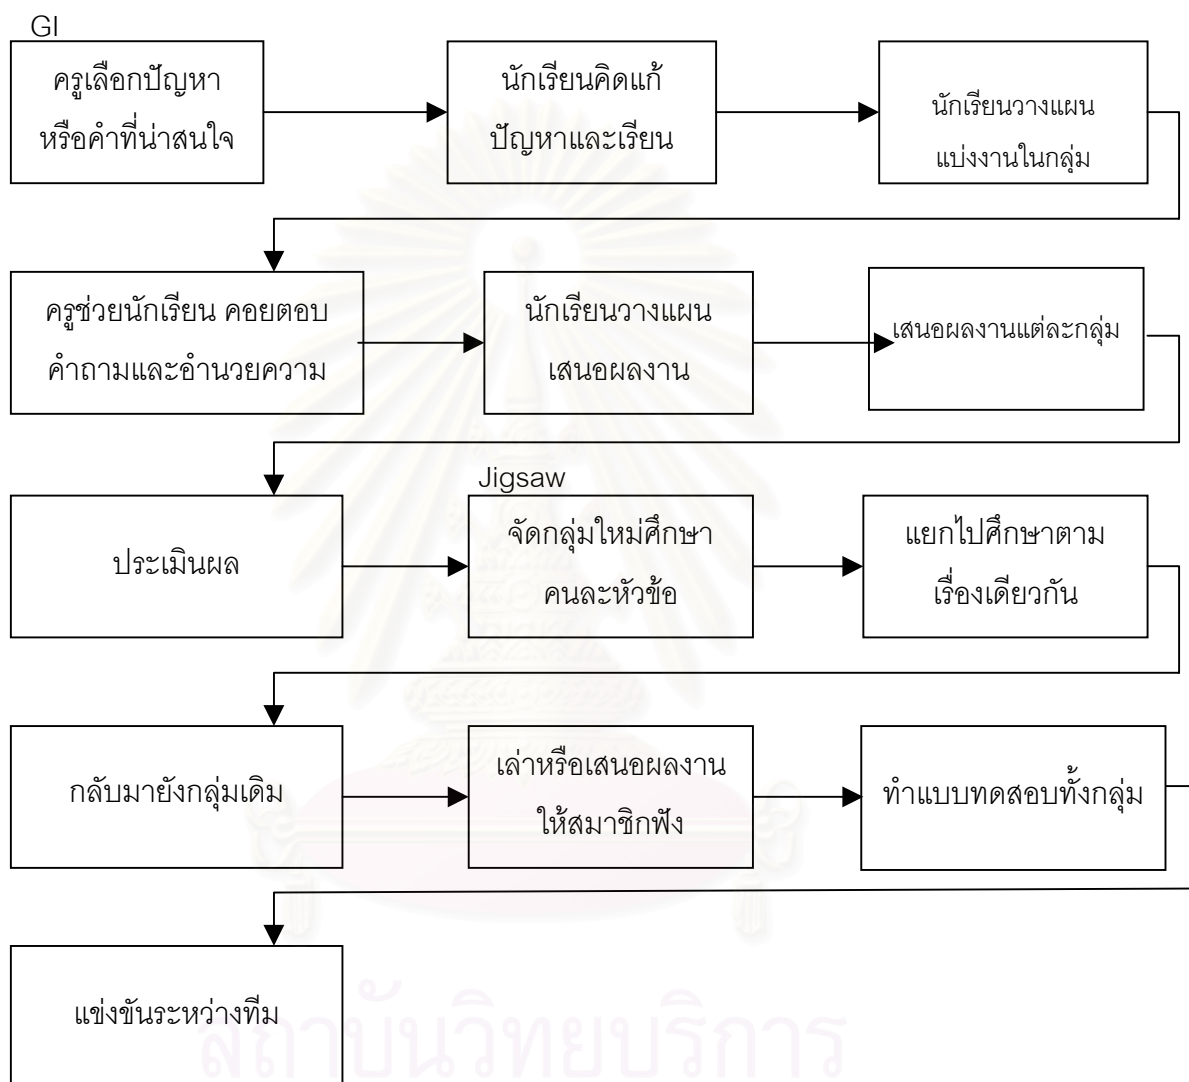 GI
ครูเลือกปัญหา
หรือคำที่น่าสนใจ
นักเรียนคิดแก้
ปัญหาและเรียน
นักเรียนวางแผน
แบ่งงานในกลุ่ม
ครูช่วยนักเรียน คอยตอบ
คำถามและอำนวยความ
นักเรียนวางแผน
เสนอผลงาน
เสนอผลงานแต่ละกลุ่ม
ประเมินผล
Jigsaw
จัดกลุ่มใหม่ศึกษา
คนละหัวข้อ
แยกไปศึกษาตาม
เรื่องเดียวกัน
กลับมายังกลุ่มเดิม
เล่าหรือเสนอผลงาน
ให้สมาชิกฟัง
ทำแบบทดสอบทั้งกลุ่ม
แข่งขันระหว่างทีม
สถาบันวิทยบริการ